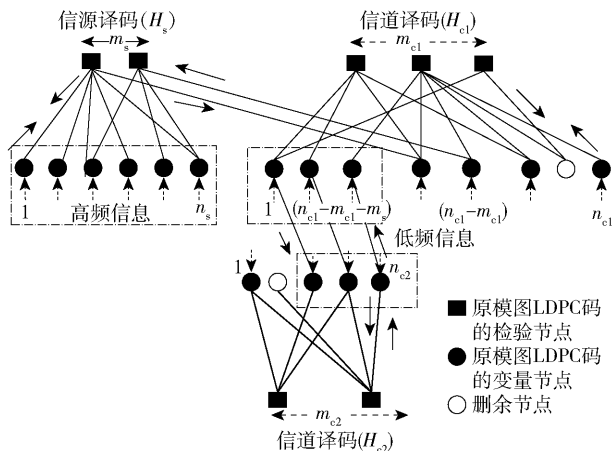 信源译码(Hs)
信道译码(Hc1)
ms
mc1
1
高频信息
ns
1
(nc1−mc1−ms)
(nc1−mc1)
nc1
低频信息
1
nc2
原模图LDPC码
的检验节点
原模图LDPC码
的变量节点
删余节点
mc2
信道译码(Hc2)